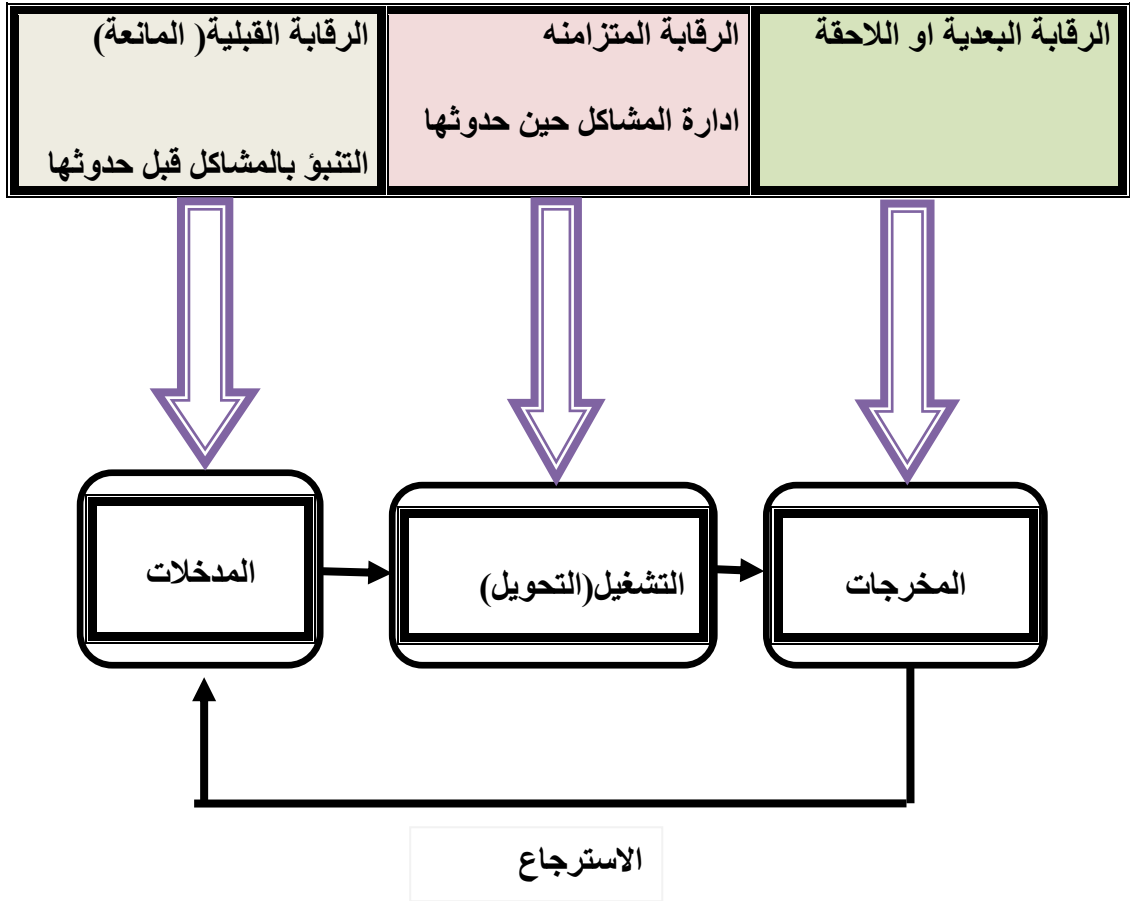 الرقابة البعدية او اللاحقة
الرقابة المتزامنه
ادارة المشاكل حين حدوثها
الرقابة القبلية( المانعة)
التنبؤ بالمشاكل قبل حدوثها
المدخلات
التشغيل(التحويل)
المخرجات
الاسترجاع